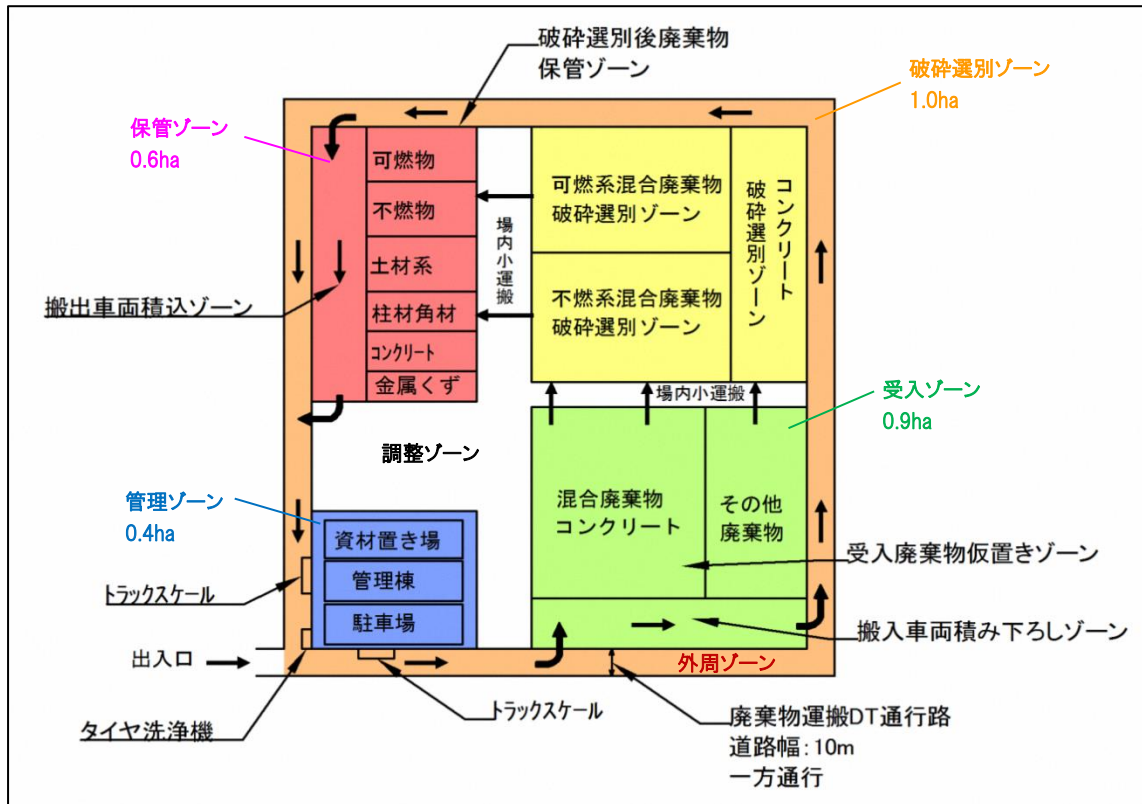 破砕選別後廃棄物
保管ゾーン
破砕選別ゾーン
1.0ha
保管ゾーン
0.6ha
可燃物
不燃物
土材系
柱材角材
コンクリート
金属くず
場内小運搬
可燃系混合廃棄物
破砕選別ゾーン
不燃系混合廃棄物
破砕選別ゾーン
コンクリート
破砕選別ゾーン
搬出車両積込ゾーン
場内小運搬
受入ゾーン
0.9ha
調整ゾーン
管理ゾーン
0.4ha
資材置き場
管理棟
駐車場
混合廃棄物
コンクリート
その他
廃棄物
受入廃棄物仮置きゾーン
トラックスケール
搬入車両積み下ろしゾーン
出入口
外周ゾーン
タイヤ洗浄機
トラックスケール
廃棄物運搬DT通行路
道路幅:10m
一方通行